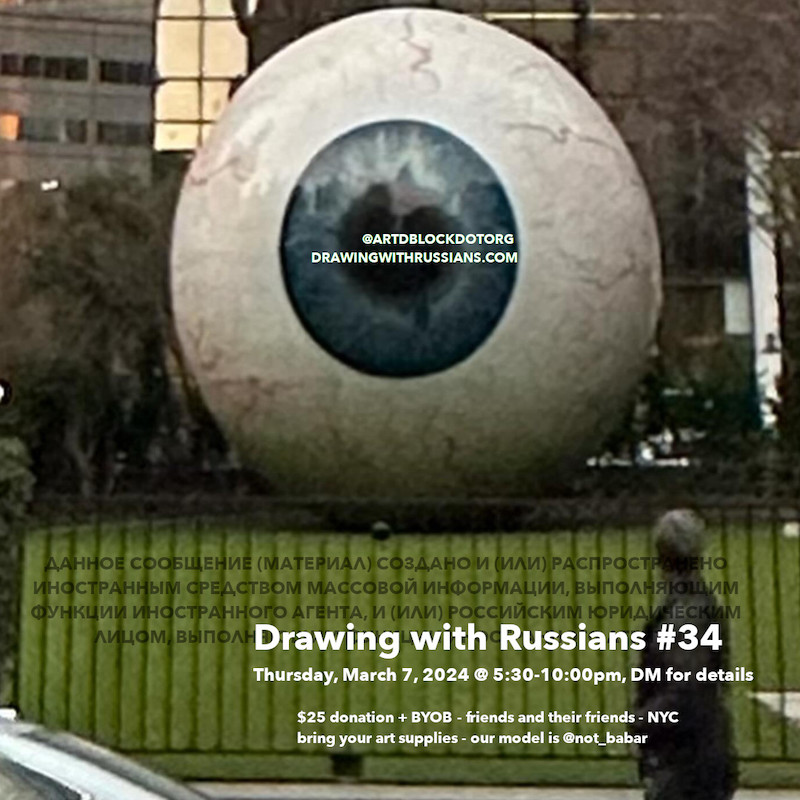 @ARTDBLOCKDOTORG
DRAWINGWITHRUSSIANS.COM
ДАННОЕ СООБЩЕНИЕ (МАТЕРИАЛ) СОЗДАНО И (ИЛИ) РАСПРОСТРАНЕНО
ИНОСТРАННЫМ СРЕДСТВОМ МАССОВОЙ ИНФОРМАЦИИ, ВЫПОЛНЯЮЩИМ
ФУНКЦИИ ИНОСТРАННОГО АГЕНТА, И (ИЛИ) РОССИЙСКИМ ЮРИДИЧЕСКИМ
ЛИЦОМ,
Drawing with Russians #34
Thursday, March 7, 2024 @ 5:30-10:00pm, DM for details
$25 donation + BYOB - friends and their friends - NYC
bring your art supplies - our model is @not_babar